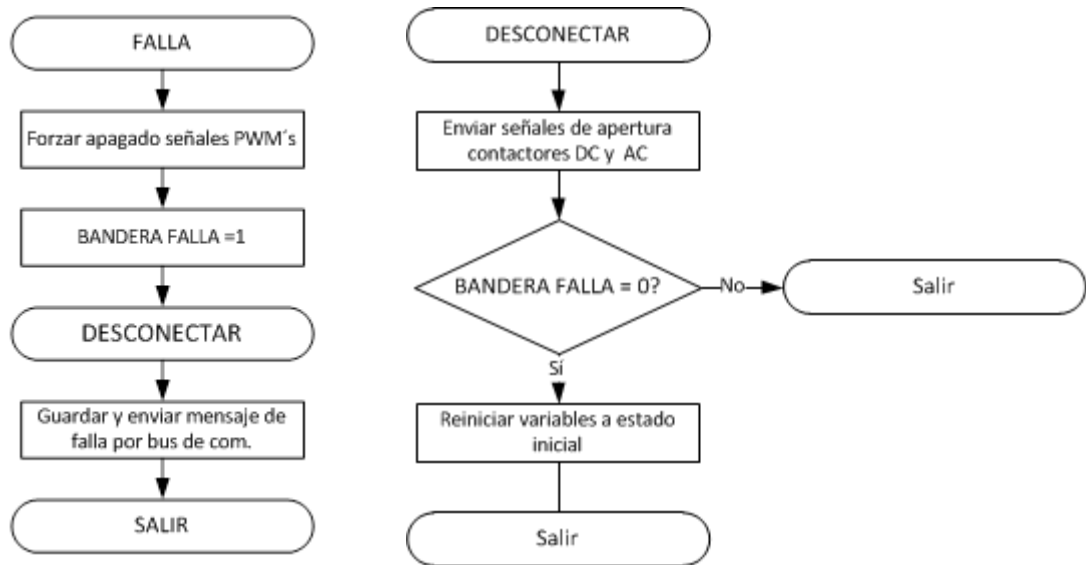 FALLA
Forzar apagado señales PWM´s
BANDERA FALLA =1
DESCONECTAR
Guardar y enviar mensaje de
falla por bus de com.
SALIR
DESCONECTAR
Enviar señales de apertura
contactores DC y AC
BANDERA FALLA = 0?
No
Salir
Sí
Reiniciar variables a estado
inicial
Salir